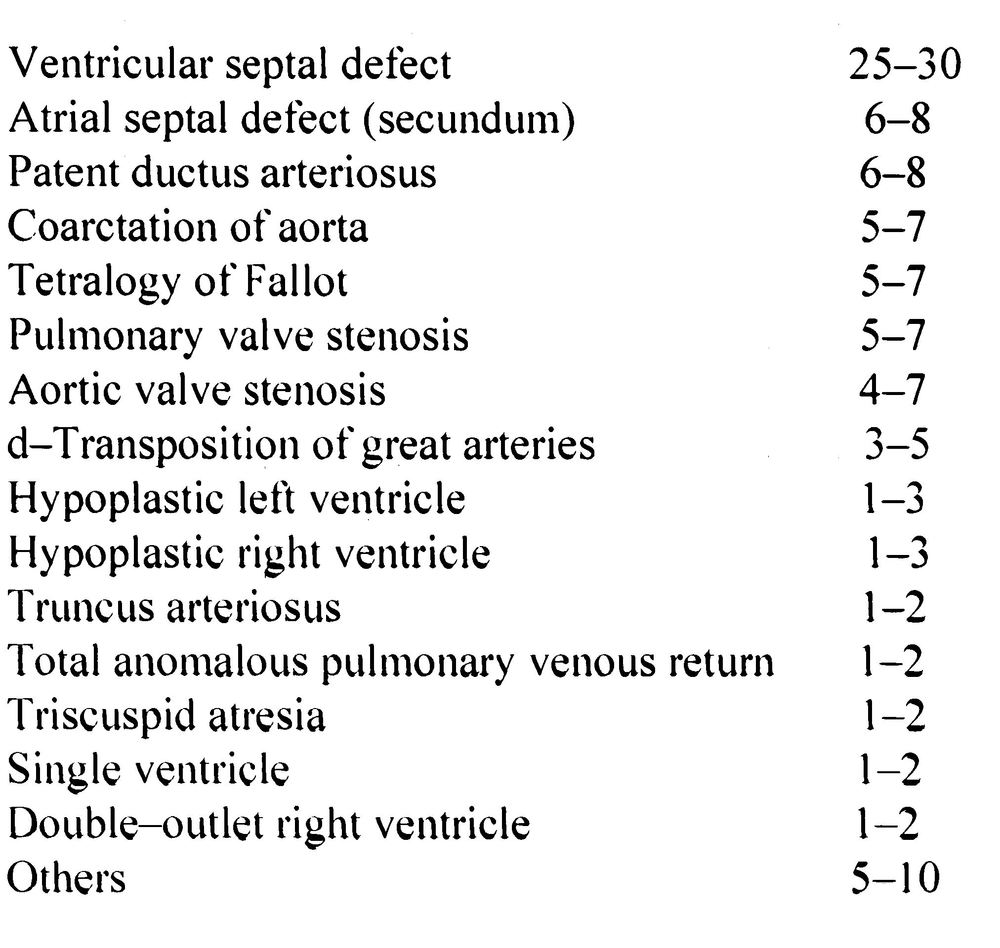 Ventricular septal defect 25–30
Atrial septal defect (secundum) 6–8
Patent ductus arteriosus 6–8
Coarctation of aorta 5–7
Tetralogy of Fallot 5–7
Pulmonary valve stenosis 5–7
Aortic valve stenosis 4–7
d–Transposition of great arteries 3–5
Hypoplastic left ventricle 1–3
Hypoplastic right ventricle 1–3
Truncus arteriosus 1–2
Total anomalous pulmonary venous return 1–2
Triscuspid atresia 1–2
Single ventricle 1–2
Double–outlet right ventricle 1–2
Others 5–10